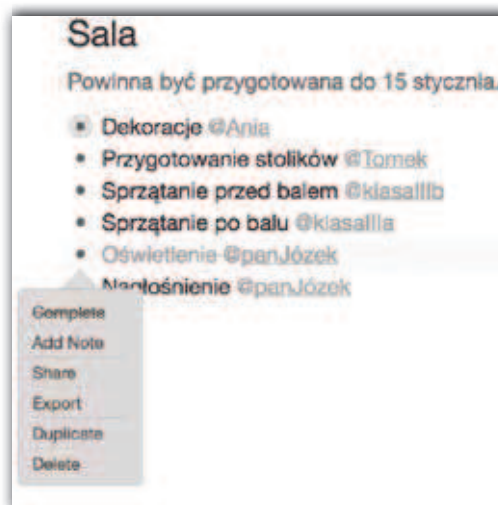 Sala
Powinna być przygotowana do 15 stycznia.
Dekoracje @Ania
Przygotowanie stolików @Tomek
Sprzątanie przed balem @klasaIIIb
Sprzątanie po balu @klasaIIIa
Oświetlenie @panJózek
Nagłośnienie @panJózek
Complete
Add Note
Share
Export
Duplicate
Delete